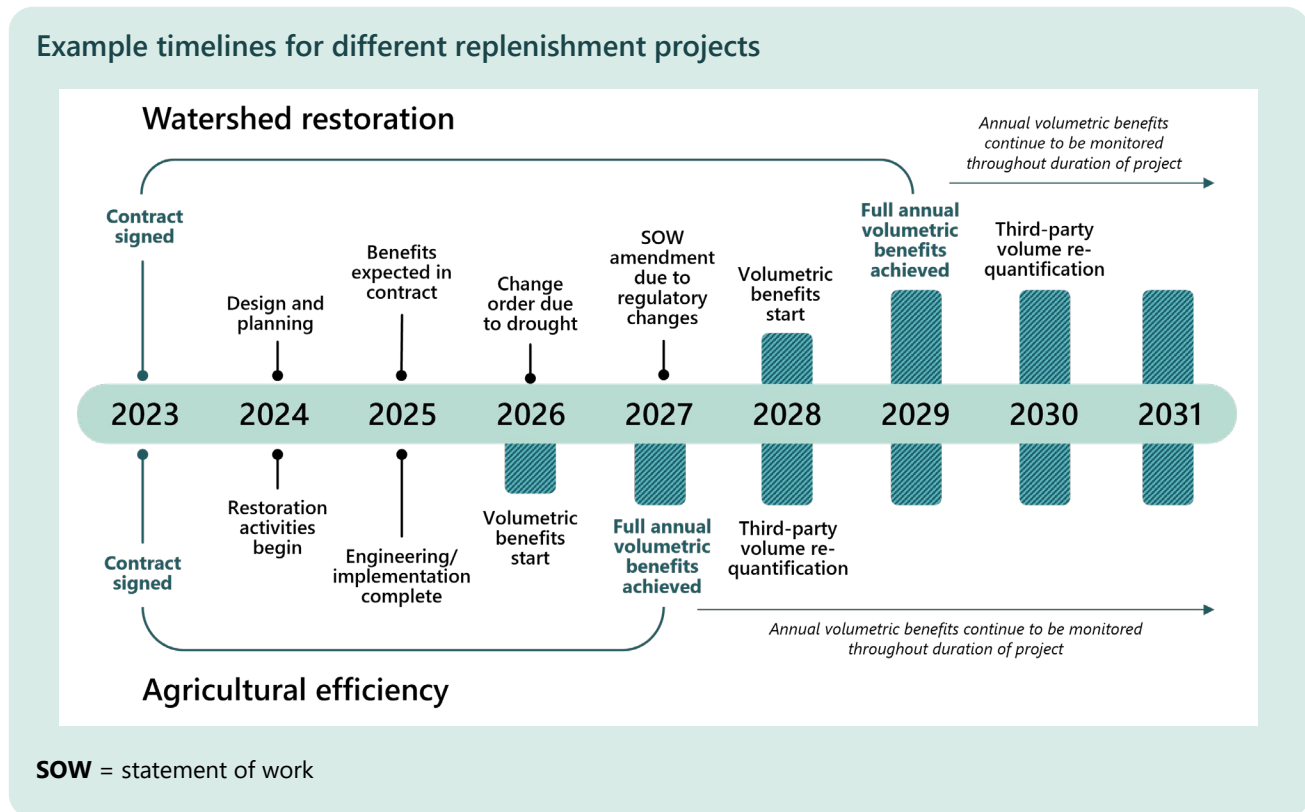 Example timelines for different replenishment projects
Watershed restoration
Annual volumetric benefits
continue to be monitored
throughout duration of project
Contract
signed
Design and
planning
Benefits
expected in
contract
Change
order due
to drought
SOW
amendment
due to
regulatory
changes
Volumetric
benefits
start
Full annual
volumetric
benefits
achieved
Third-party
volume re-
quantification
2023
2024
2025
2026
2027
2028
2029
2030
2031
Contract
signed
Restoration
activities
begin
Engineering/
implementation
complete
Volumetric
benefits
start
Full annual
volumetric
benefits
achieved
Third-party
volume re-
quantification
Annual volumetric benefits continue to be monitored
throughout duration of project
Agricultural efficiency
SOW = statement of work